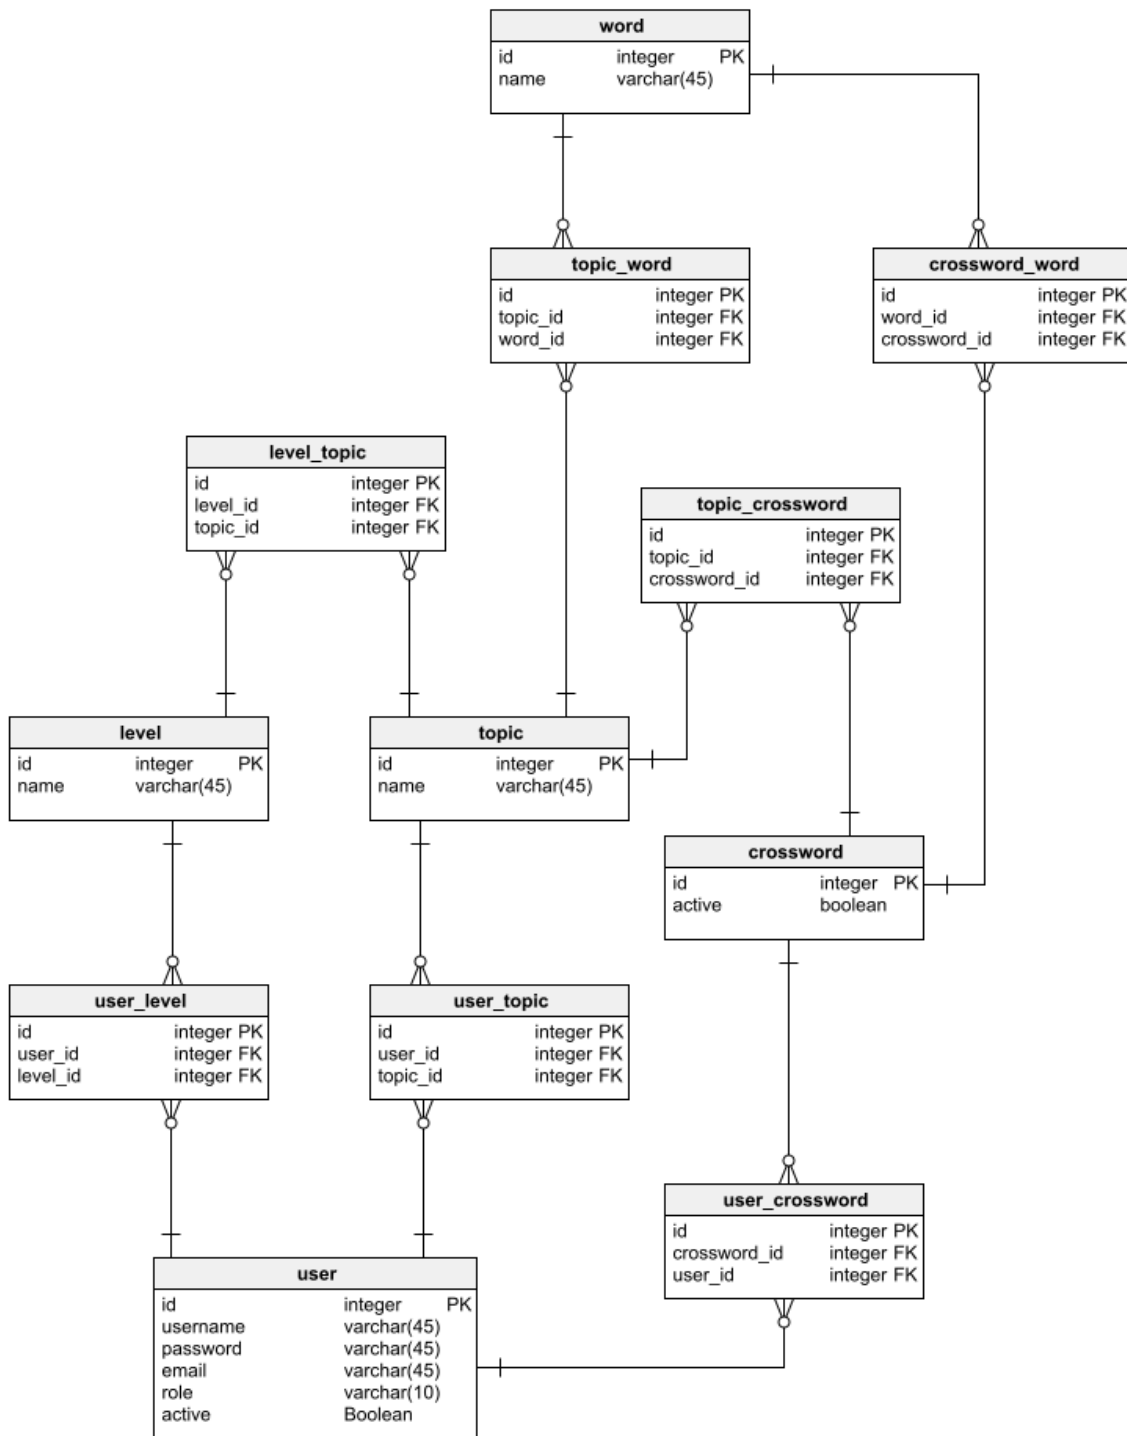 word
id integer PK
name varchar(45)
topic_word
id integer PK
topic_id integer FK
word_id integer FK
crossword_word
id integer PK
word_id integer FK
crossword_id integer FK
level_topic
id integer PK
level_id integer FK
topic_id integer FK
topic_crossword
id integer PK
topic_id integer FK
crossword_id integer FK
level
id integer PK
name varchar(45)
topic
id integer PK
name varchar(45)
crossword
id integer PK
active boolean
user_level
id integer PK
user_id integer FK
level_id integer FK
user_topic
id integer PK
user_id integer FK
topic_id integer FK
user_crossword
id integer PK
crossword_id integer FK
user_id integer FK
user
id integer PK
username varchar(45)
password varchar(45)
email varchar(45)
role varchar(10)
active Boolean